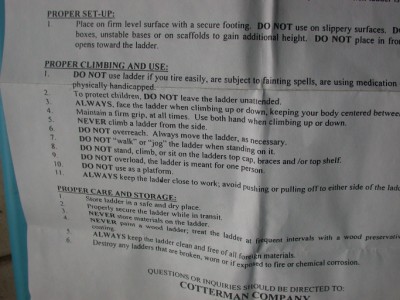 PROPER SET-UP:
1. Place on firm level surface with a secure footing. DO NOT use on slippery surfaces. D
boxes, unstable bases or on scaffolds to gain additional height. DO NOT place in fron
opens toward the ladder.
PROPER CLIMBING AND USE:
1. DO NOT use ladder if you tire easily, are subject to fainting spells, are using medication
physically handicapped.
2. To protect children, DO NOT leave the ladder unattended.
3. ALWAYS, face the ladder when climbing up or down, keeping your body centered between
4. Maintain a firm grip, at all times. Use both hand when climbing up or down.
5. NEVER climb a ladder from the side.
6. DO NOT overreach. Always move the ladder, as necessary.
7. DO NOT "walk" or "jog" the ladder when standing on it.
8. DO NOT stand, climb, or sit on the ladders top cap, braces and /or top shelf.
9. DO NOT overload, the ladder is meant for one person.
10. DO NOT use as a platform.
11. ALWAYS keep the ladder close to work; avoid pushing or pulling off to either side of the ladd
PROPER CARE AND STORAGE:
1. Store ladder in a safe and dry place.
2. Properly secure the ladder while in transit.
3. NEVER store materials on the ladder.
4. NEVER paint a wood ladder; treat the ladder at frequent intervals with a wood preservativ
coating.
5. ALWAYS keep the ladder clean and free of all foreign materials.
6. Destroy any ladders that are broken, worn or if exposed to fire or chemical corrosion.
QUESTIONS OR INQUIRIES SHOULD BE DIRECTED TO:
COTTERMAN COMPANY